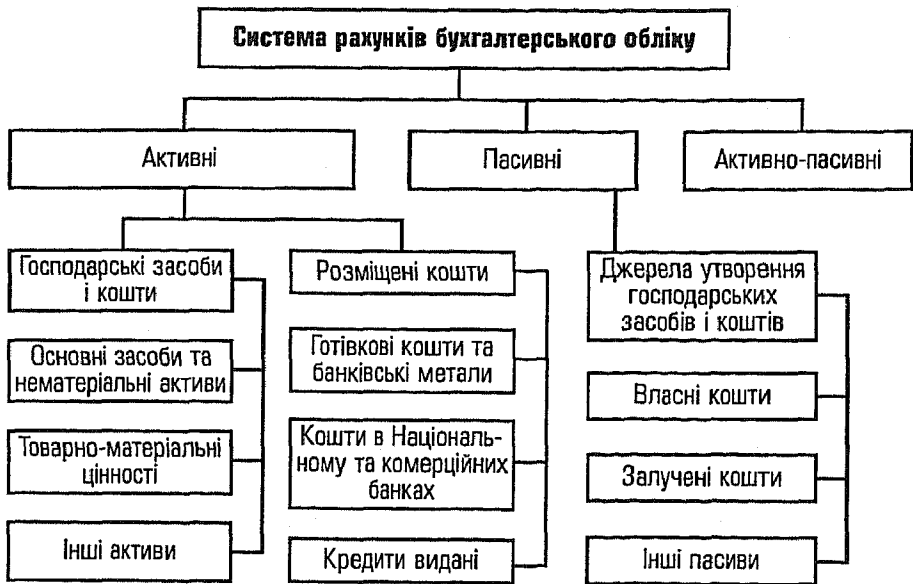 Система рахунків бухгалтерського обліку
Активні
Пасивні
Активно-пасивні
Господарські засоби
і кошти
Основні засоби та
нематеріальні активи
Товарно-матеріальні
цінності
Інші активи
Розміщені кошти
Готівкові кошти та
банківські метали
Кошти в Національ-
ному та комерційних
банках
Кредити видані
Джерела утворення
господарських
засобів і коштів
Власні кошти
Залучені кошти
Інші пасиви